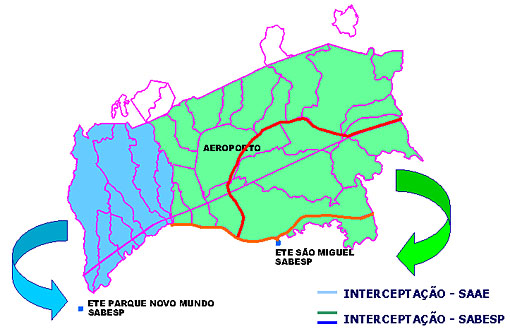 AEROPORTO
ETE SÃO MIGUEL
SABESP
ETE PARQUE NOVO MUNDO
SABESP
INTERCEPTAÇÃO - SAAE
INTERCEPTAÇÃO - SABESP